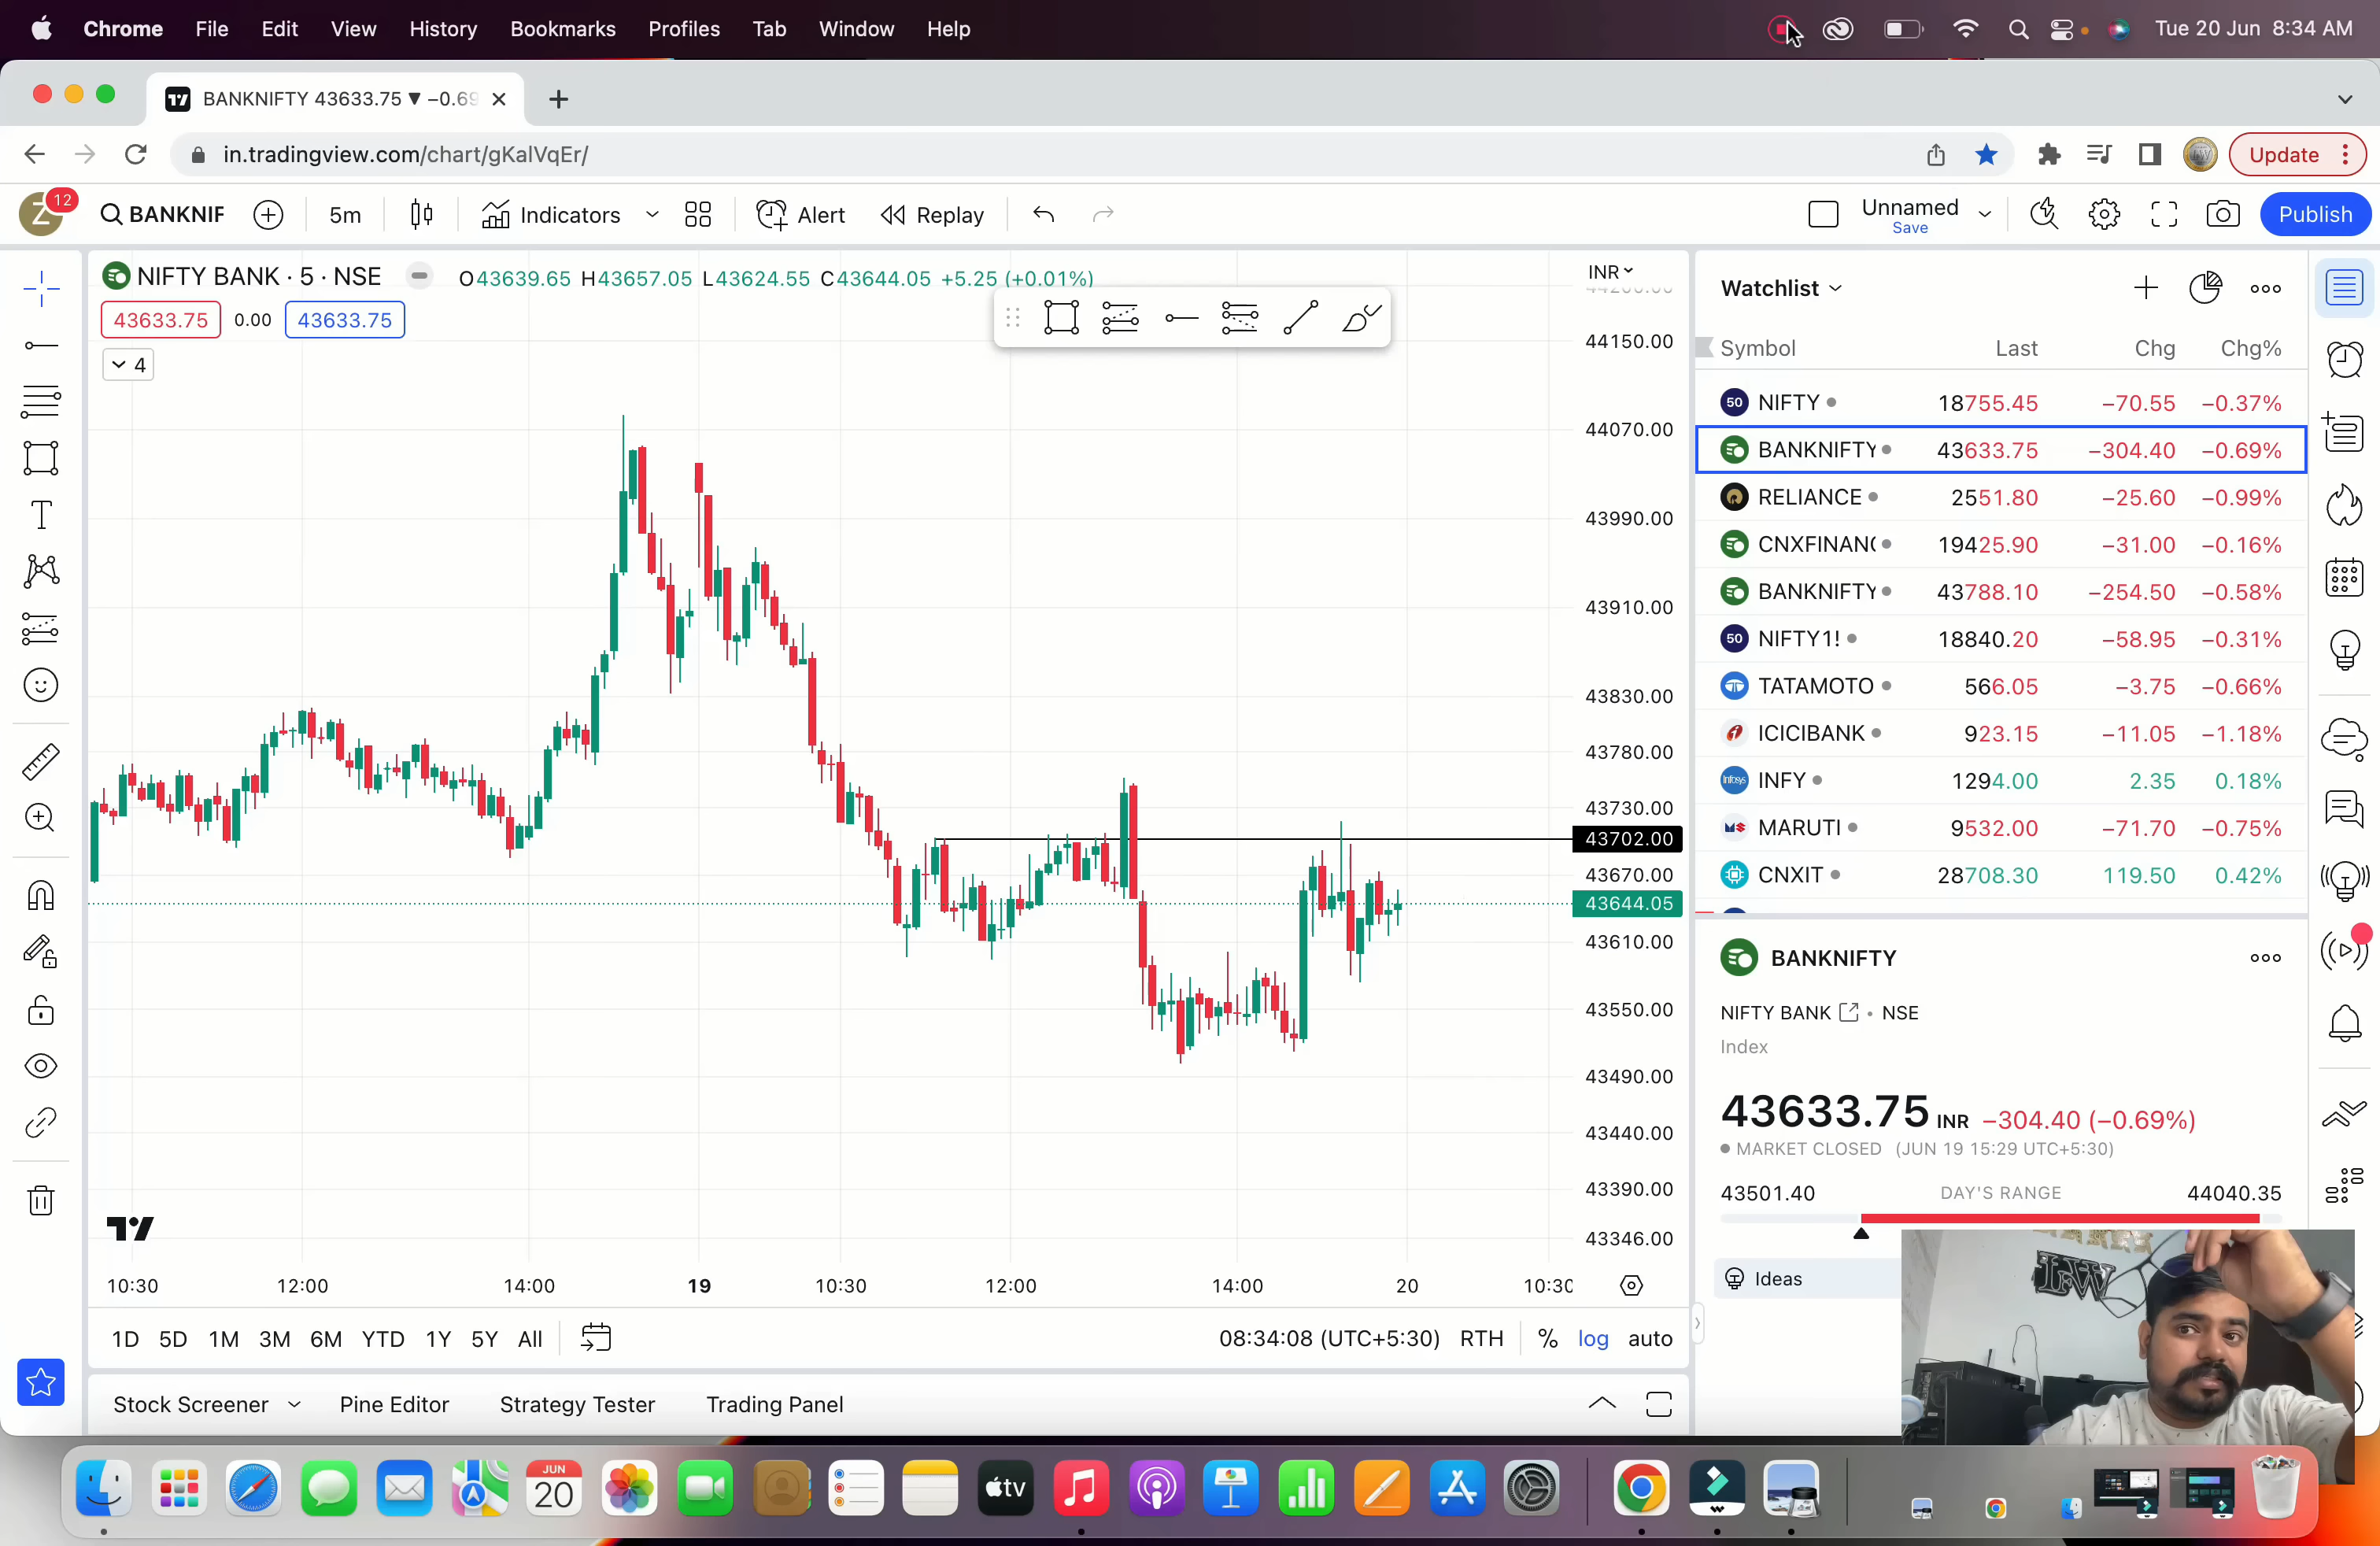 Chrome File Edit View History Bookmarks Profiles Tab Window Help Tue 20 Jun 8:34 AM
BANKNIFTY 43633.75 ▼ −0.69
in.tradingview.com/chart/gKalVqEr/ Update
Z 12 BANKNIF 5m Indicators Alert Replay Unnamed Publish
Save
NIFTY BANK · 5 · NSE O43639.65 H43657.05 L43624.55 C43644.05 +5.25 (+0.01%) INR
43633.75 0.00 43633.75
4
44150.00
44070.00
43990.00
43910.00
43830.00
43780.00
43730.00
43702.00
43670.00
43644.05
43610.00
43550.00
43490.00
43440.00
43390.00
43346.00
10:30 12:00 14:00 19 10:30 12:00 14:00 20 10:30
1D 5D 1M 3M 6M YTD 1Y 5Y All 08:34:08 (UTC+5:30) RTH % log auto
Stock Screener Pine Editor Strategy Tester Trading Panel
Watchlist
Symbol Last Chg Chg%
50 NIFTY 18755.45 −70.55 −0.37%
BANKNIFTY 43633.75 −304.40 −0.69%
RELIANCE 2551.80 −25.60 −0.99%
CNXFINAN 19425.90 −31.00 −0.16%
BANKNIFTY 43788.10 −254.50 −0.58%
50 NIFTY1! 18840.20 −58.95 −0.31%
TATAMOTO 566.05 −3.75 −0.66%
ICICIBANK 923.15 −11.05 −1.18%
Infosys INFY 1294.00 2.35 0.18%
MARUTI 9532.00 −71.70 −0.75%
CNXIT 28708.30 119.50 0.42%
BANKNIFTY
NIFTY BANK • NSE
Index
43633.75 INR −304.40 (−0.69%)
MARKET CLOSED (JUN 19 15:29 UTC+5:30)
43501.40 DAY'S RANGE 44040.35
Ideas
JUN
20
tv